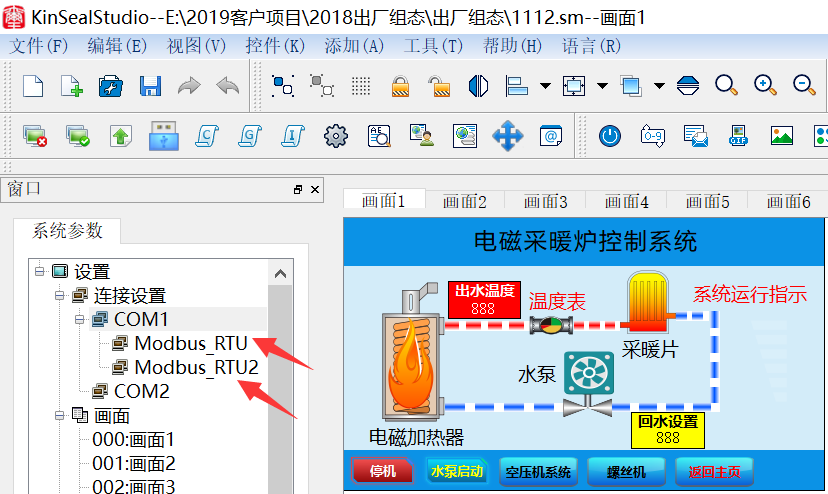 KinSealStudio--E:\2019客户项目\2018出厂组态\出厂组态\1112.sm--画面1
文件(F) 编辑(E) 视图(V) 控件(K) 添加(A) 工具(T) 帮助(H) 语言(R)
C G I @ 0-9 GIF
窗口
画面1 画面2 画面3 画面4 画面5 画面6
系统参数
设置
连接设置
COM1
Modbus_RTU
Modbus_RTU2
COM2
画面
000:画面1
001:画面2
002:画面3
电磁采暖炉控制系统
出水温度
888
温度表
系统运行指示
采暖片
水泵
回水设置
888
电磁加热器
停机 水泵启动 空压机系统 螺丝机 返回主页